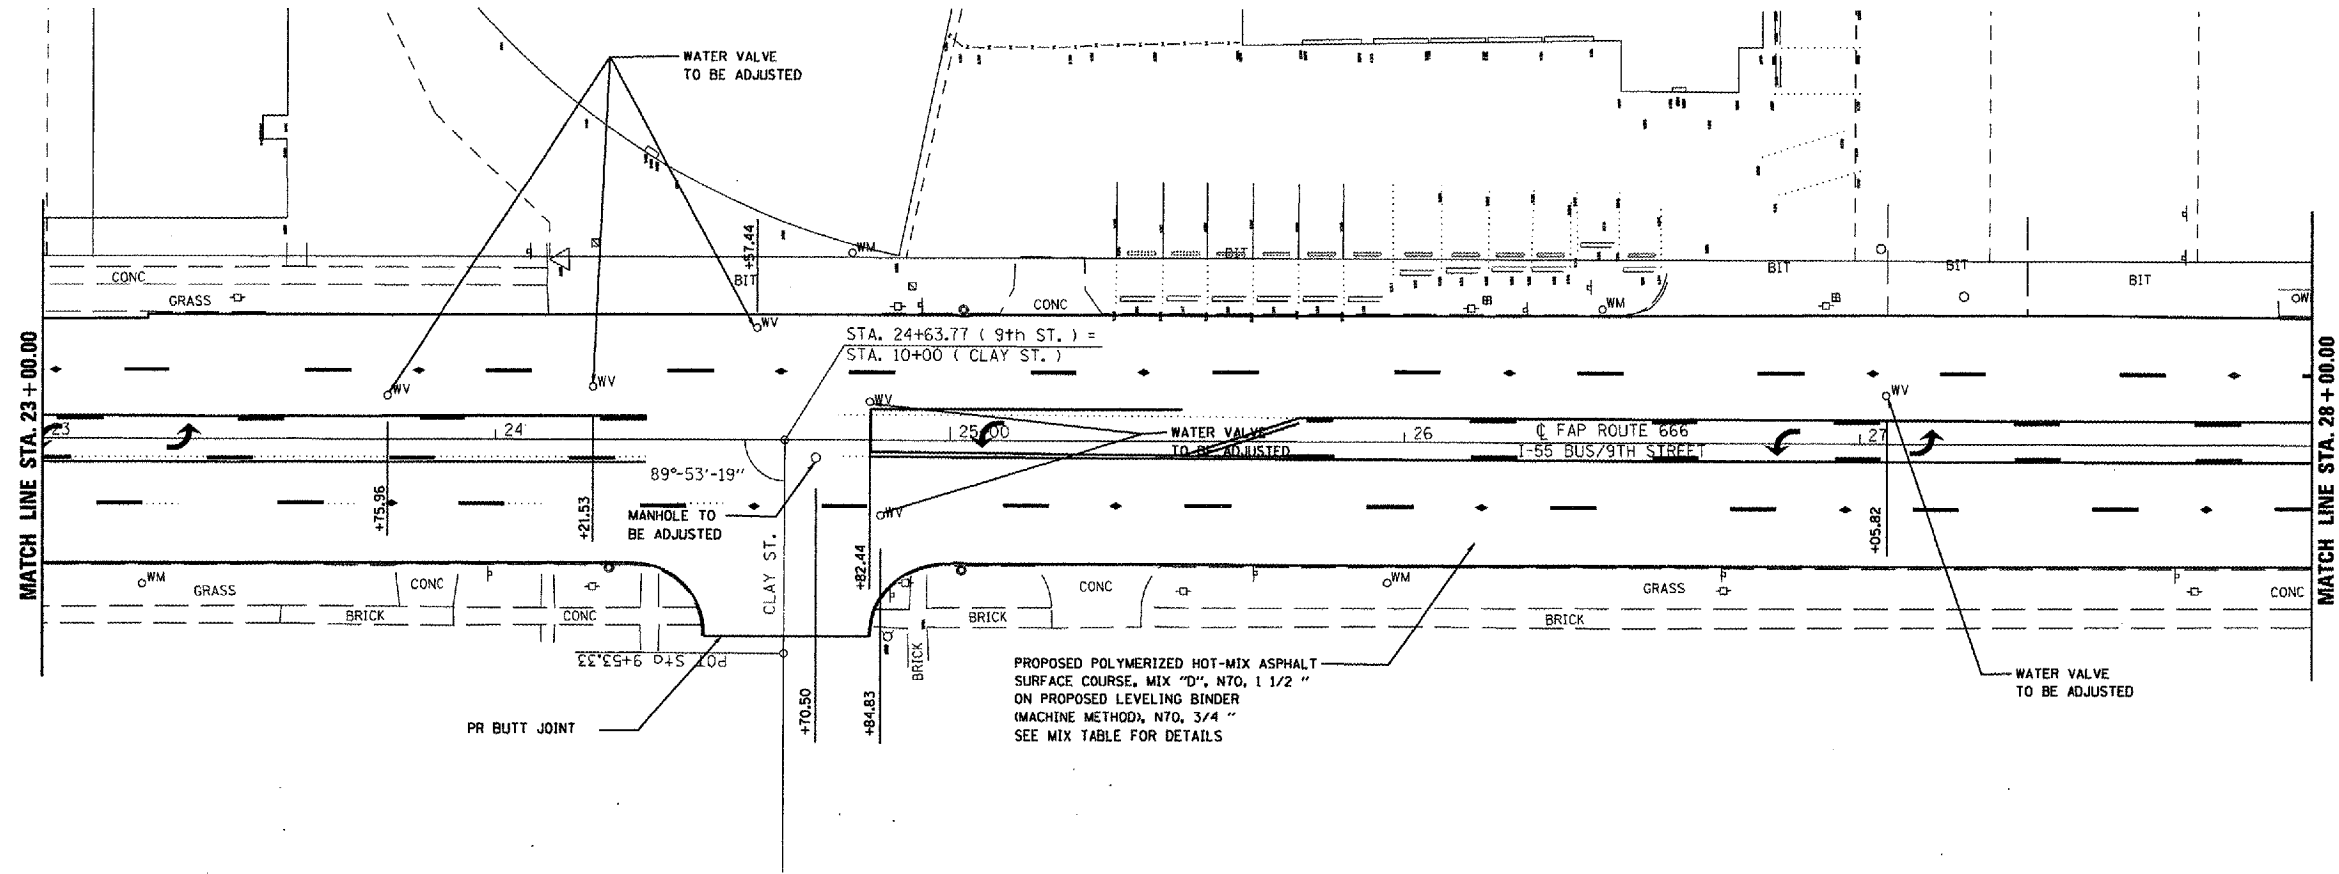 WATER VALVE
TO BE ADJUSTED
+57.44
WM
CONC
BIT
BIT
BIT
BIT
BIT
GRASS
CONC
WM
WV
STA. 24+63.77 ( 9th ST. ) =
STA. 10+00 ( CLAY ST. )
MATCH LINE STA. 23+00.00
MATCH LINE STA. 28+00.00
WV
WV
WV
WV
23
24
25+00
WATER VALVE
TO BE ADJUSTED
26
℄ FAP ROUTE 666
I-55 BUS/9TH STREET
27
89°-53'-19"
+75.96
+21.53
MANHOLE TO
BE ADJUSTED
WV
+05.82
CLAY ST.
+82.44
WM
GRASS
CONC
CONC
WM
GRASS
CONC
BRICK
CONC
BRICK
BRICK
BRICK
POT Sta 9+53.33
+70.50
+84.83
PR BUTT JOINT
PROPOSED POLYMERIZED HOT-MIX ASPHALT
SURFACE COURSE, MIX "D", N70, 1 1/2 "
ON PROPOSED LEVELING BINDER
(MACHINE METHOD), N70, 3/4 "
SEE MIX TABLE FOR DETAILS
WATER VALVE
TO BE ADJUSTED